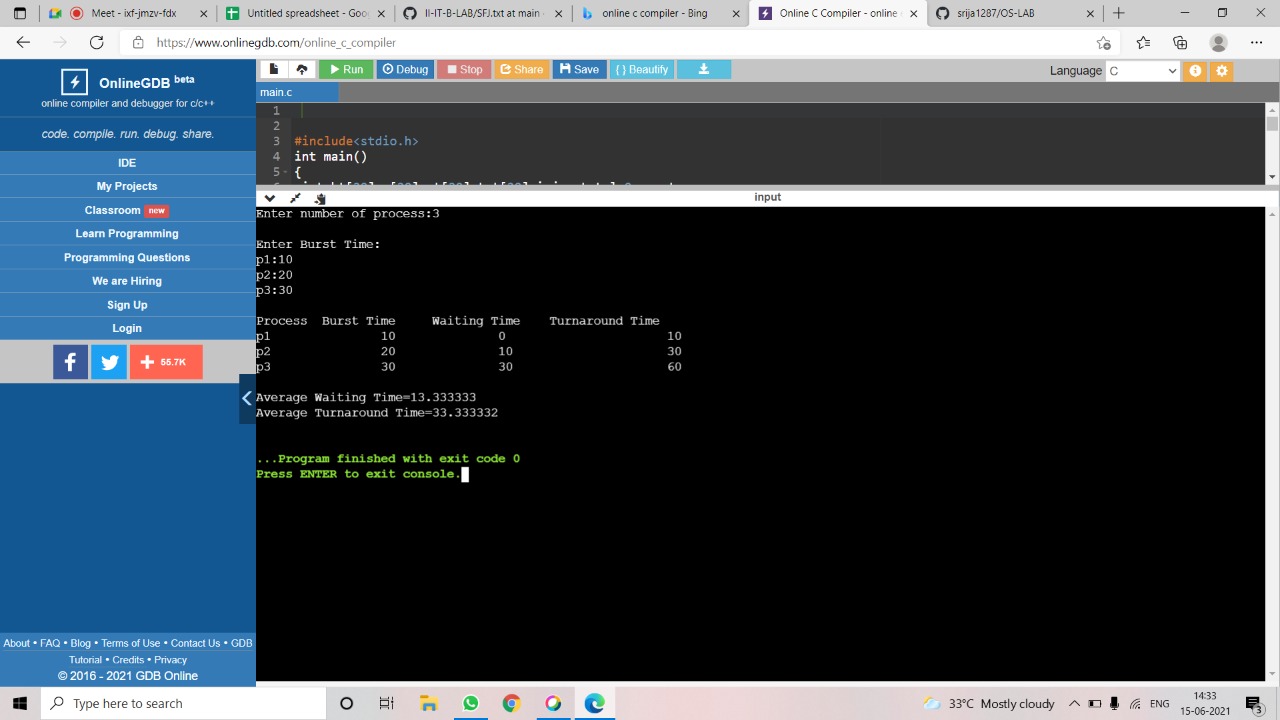 Meet - ixf-jmzv-fdx
Student Regist
II-IT-B-LAB/SFJ.txt at main
online c Compiler - Bing
Online C Compiler - online c
srija1287/OS-LAB
https://www.onlinegdb.com/online_c_compiler
OnlineGDB beta
online compiler and debugger for c/c++
code. compile. run. debug. share.
IDE
My Projects
Classroom new
Learn Programming
Programming Questions
We are Hiring
Sign Up
Login
55.7K
About • FAQ • Blog • Terms of Use • Contact Us • GDB
Tutorial • Credits • Privacy
© 2016 - 2021 GDB Online
Run Debug Stop Share Save { } Beautify
Language C
main.c
1
2
3 #include<stdio.h>
4 int main()
5 {
input
Enter number of process:3
Enter Burst Time:
p1:10
p2:20
p3:30
Process Burst Time Waiting Time Turnaround Time
p1 10 0 10
p2 20 10 30
p3 30 30 60
Average Waiting Time=13.333333
Average Turnaround Time=33.333332
...Program finished with exit code 0
Press ENTER to exit console.
Type here to search
33°C Mostly cloudy
ENG
14:33
15-06-2021
3